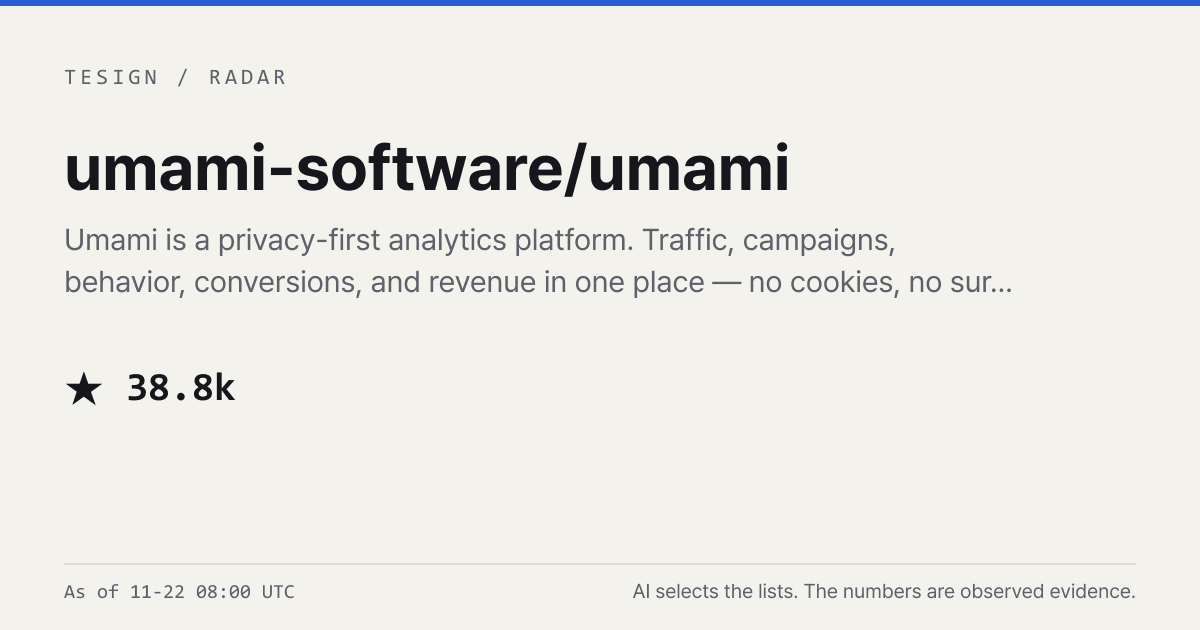 TESIGN / RADAR
umami-software/umami
Umami is a privacy-first analytics platform. Traffic, campaigns,
behavior, conversions, and revenue in one place — no cookies, no sur...
★ 38.8k
As of 11-22 08:00 UTC
AI selects the lists. The numbers are observed evidence.